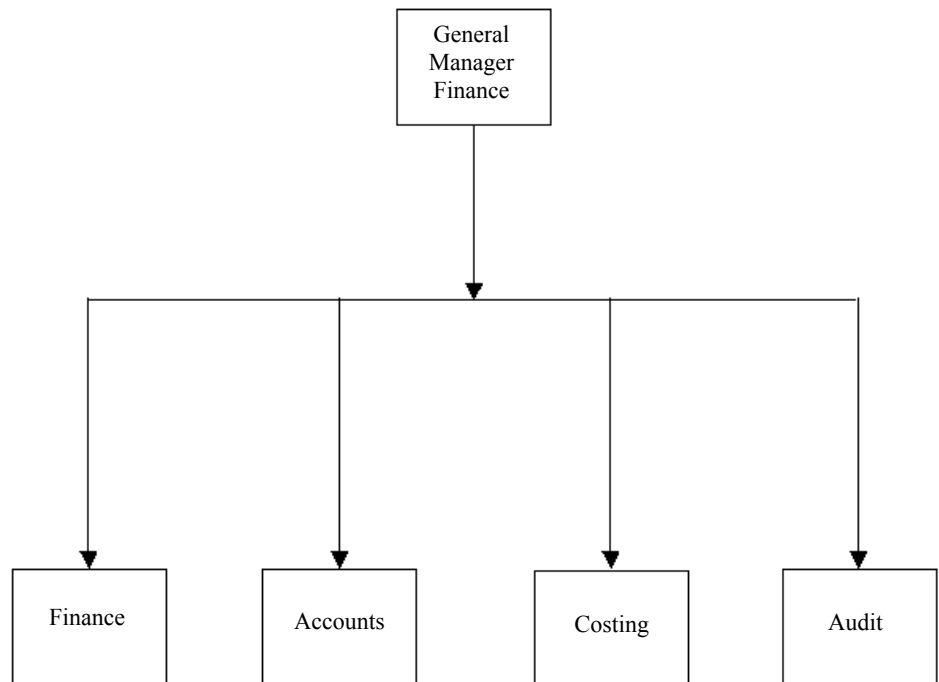 General
Manager
Finance
Finance
Accounts
Costing
Audit